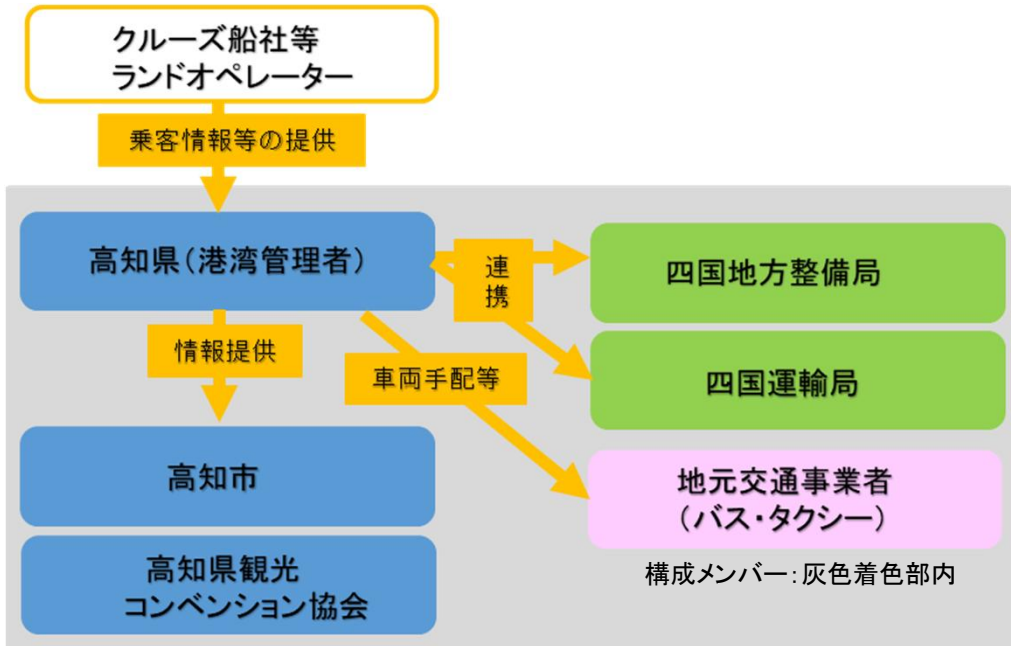 クルーズ船社等
ランドオペレーター
乗客情報等の提供
高知県（港湾管理者）
連
携
四国地方整備局
情報提供
車両手配等
四国運輸局
高知市
地元交通事業者
（バス・タクシー）
高知県観光
コンベンション協会
構成メンバー：灰色着色部内